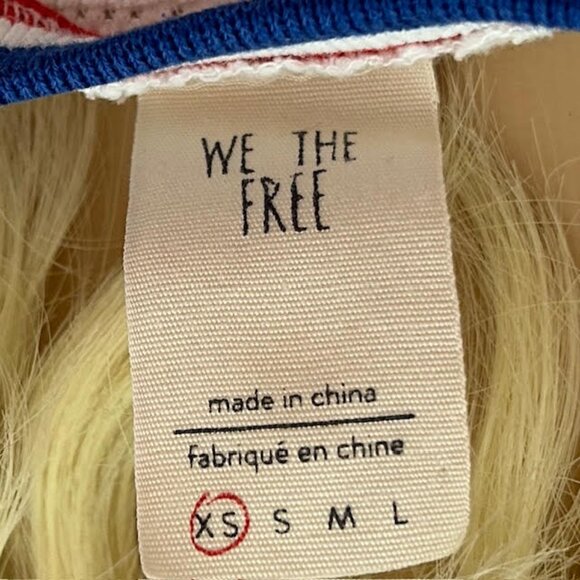 WE THE
FREE
made in china
fabriqué en chine
XS S M L